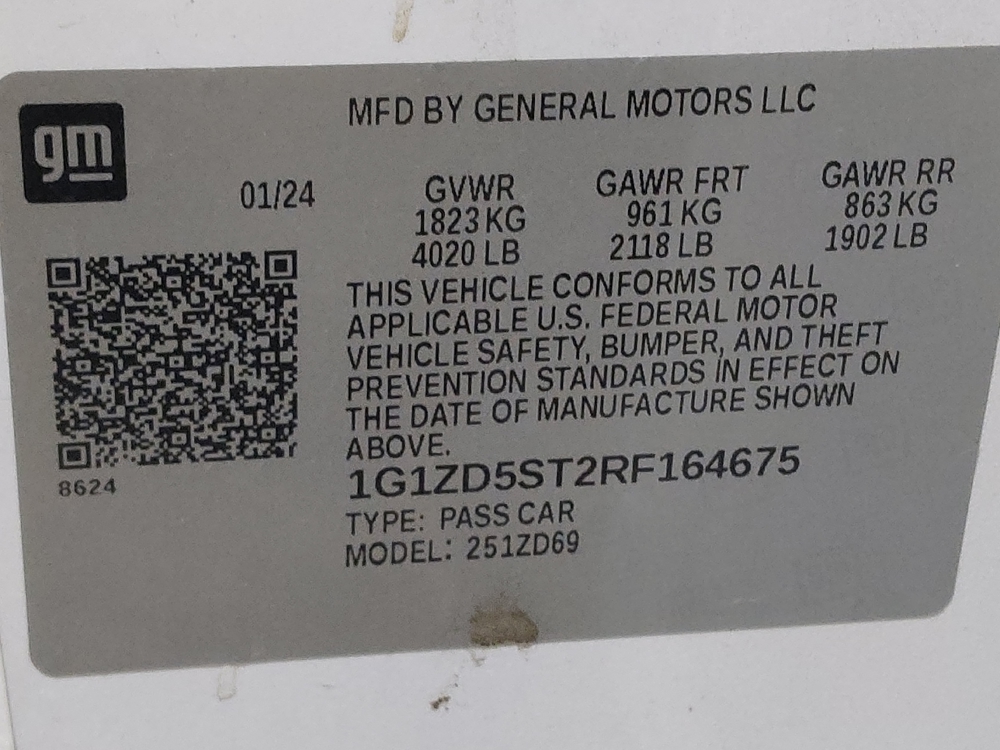 gm
MFD BY GENERAL MOTORS LLC
01/24 GVWR GAWR FRT GAWR RR
1823 KG 961 KG 863 KG
4020 LB 2118 LB 1902 LB
THIS VEHICLE CONFORMS TO ALL
APPLICABLE U.S. FEDERAL MOTOR
VEHICLE SAFETY, BUMPER, AND THEFT
PREVENTION STANDARDS IN EFFECT ON
THE DATE OF MANUFACTURE SHOWN
ABOVE.
1G1ZD5ST2RF164675
8624
TYPE: PASS CAR
MODEL: 251ZD69